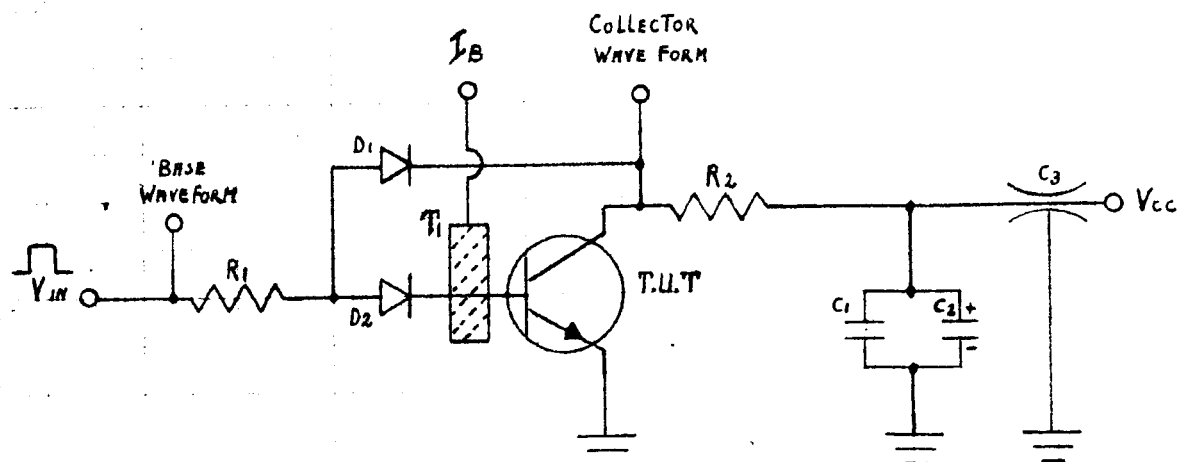 COLLECTOR
WAVE FORM
IB
BASE
WAVEFORM
D1
R2
C3
VCC
T1
R1
VIN
D2
T.U.T
C1
C2
+
-